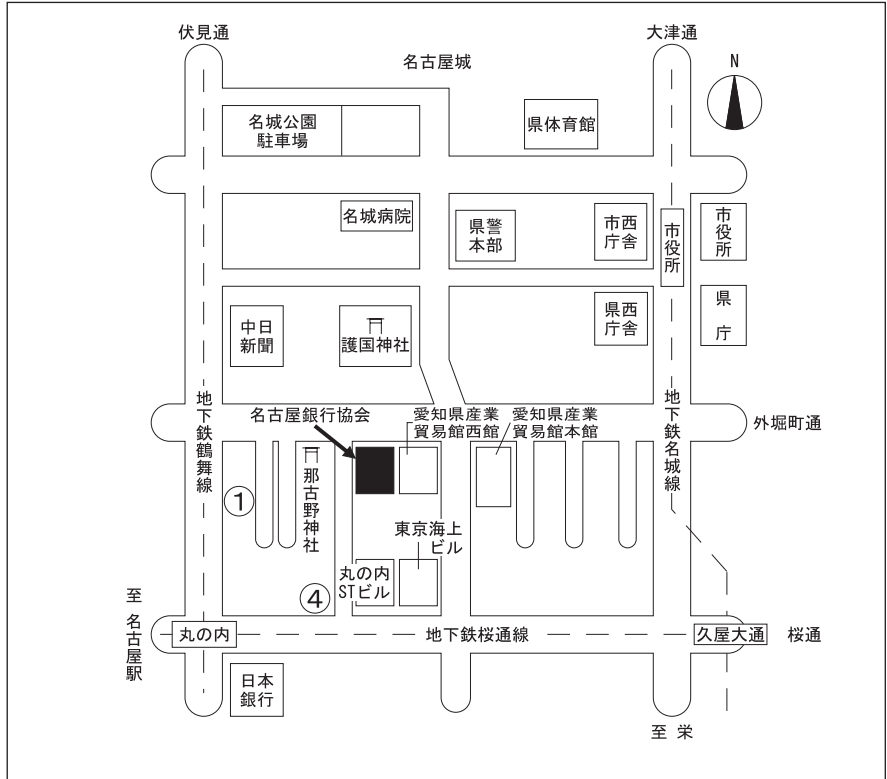 伏見通
大津通
名古屋城
N
名城公園
駐車場
県体育館
名城病院
県警
本部
市西
庁舎
市役所
市役所
中日
新聞
護国神社
県西
庁舎
県 庁
地下鉄鶴舞線
名古屋銀行協会
愛知県産業
貿易館西館
愛知県産業
貿易館本館
地下鉄名城線
外堀町通
①
那古野神社
東京海上
ビル
丸の内
STビル
④
至 名古屋駅
丸の内
地下鉄桜通線
久屋大通
桜通
日本
銀行
至 栄